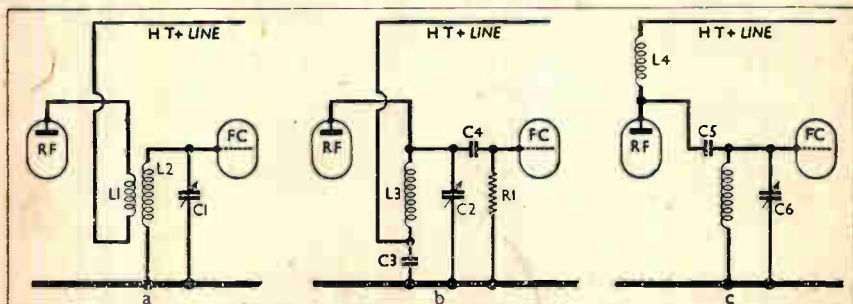 H T+ LINE
RF
L1
L2
C1
FC
a
H T+ LINE
RF
L3
C3
C4
C2
R1
FC
b
H T+ LINE
L4
RF
C5
C6
FC
c